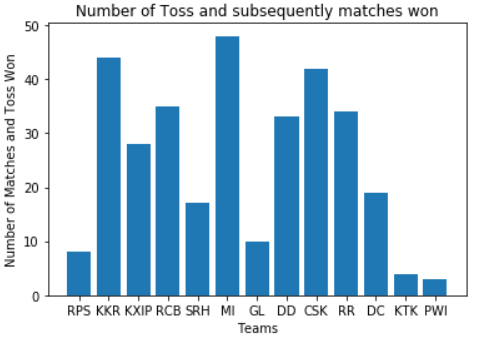 Number of Toss and subsequently matches won
Number of Matches and Toss Won
50
40
30
20
10
0
RPS KKR KXIP RCB SRH MI GL DD CSK RR DC KTK PWI
Teams